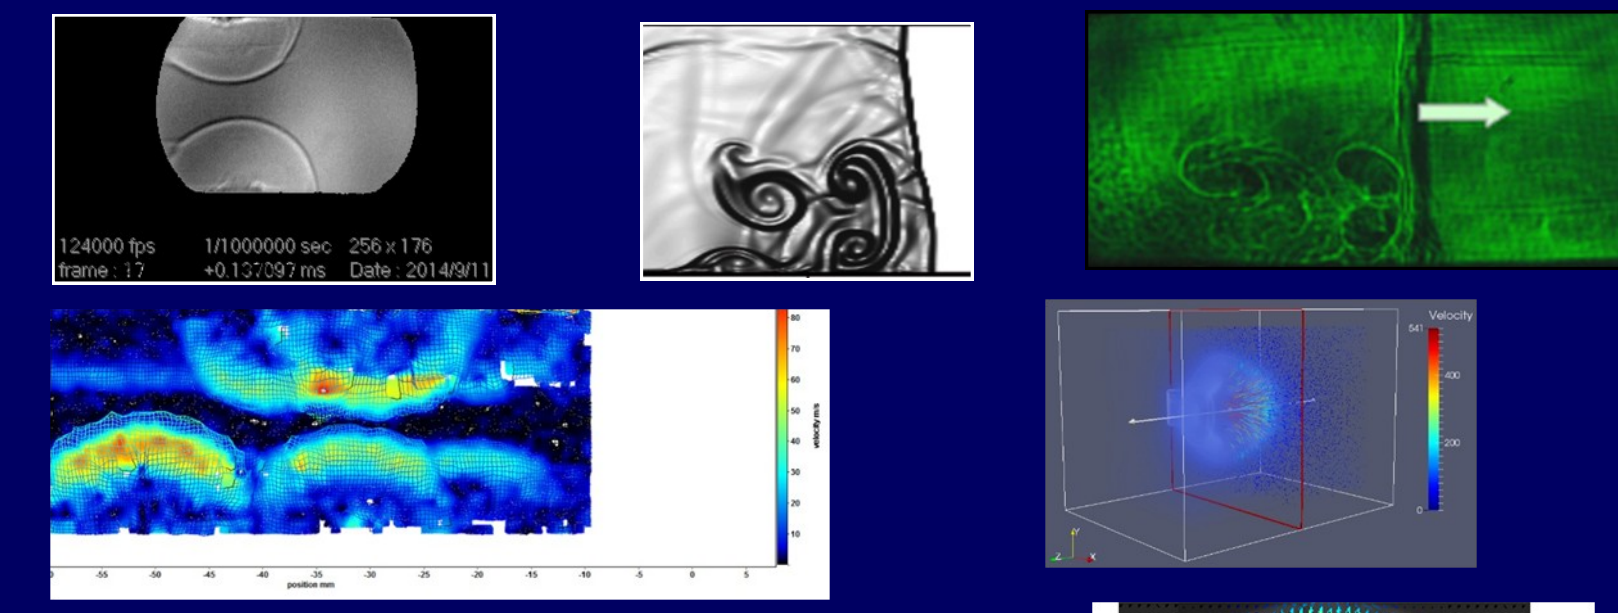 124000 fps 1/1000000 sec 256 x 176
frame : 17 +0.137097 ms Date : 2014/9/11
80
70
60
50
40
30
20
10
velocity m/s
-55 -50 -45 -40 -35 -30 -25 -20 -15 -10 -5 0 5
position mm
Velocity
541
400
200
0
Y
Z X